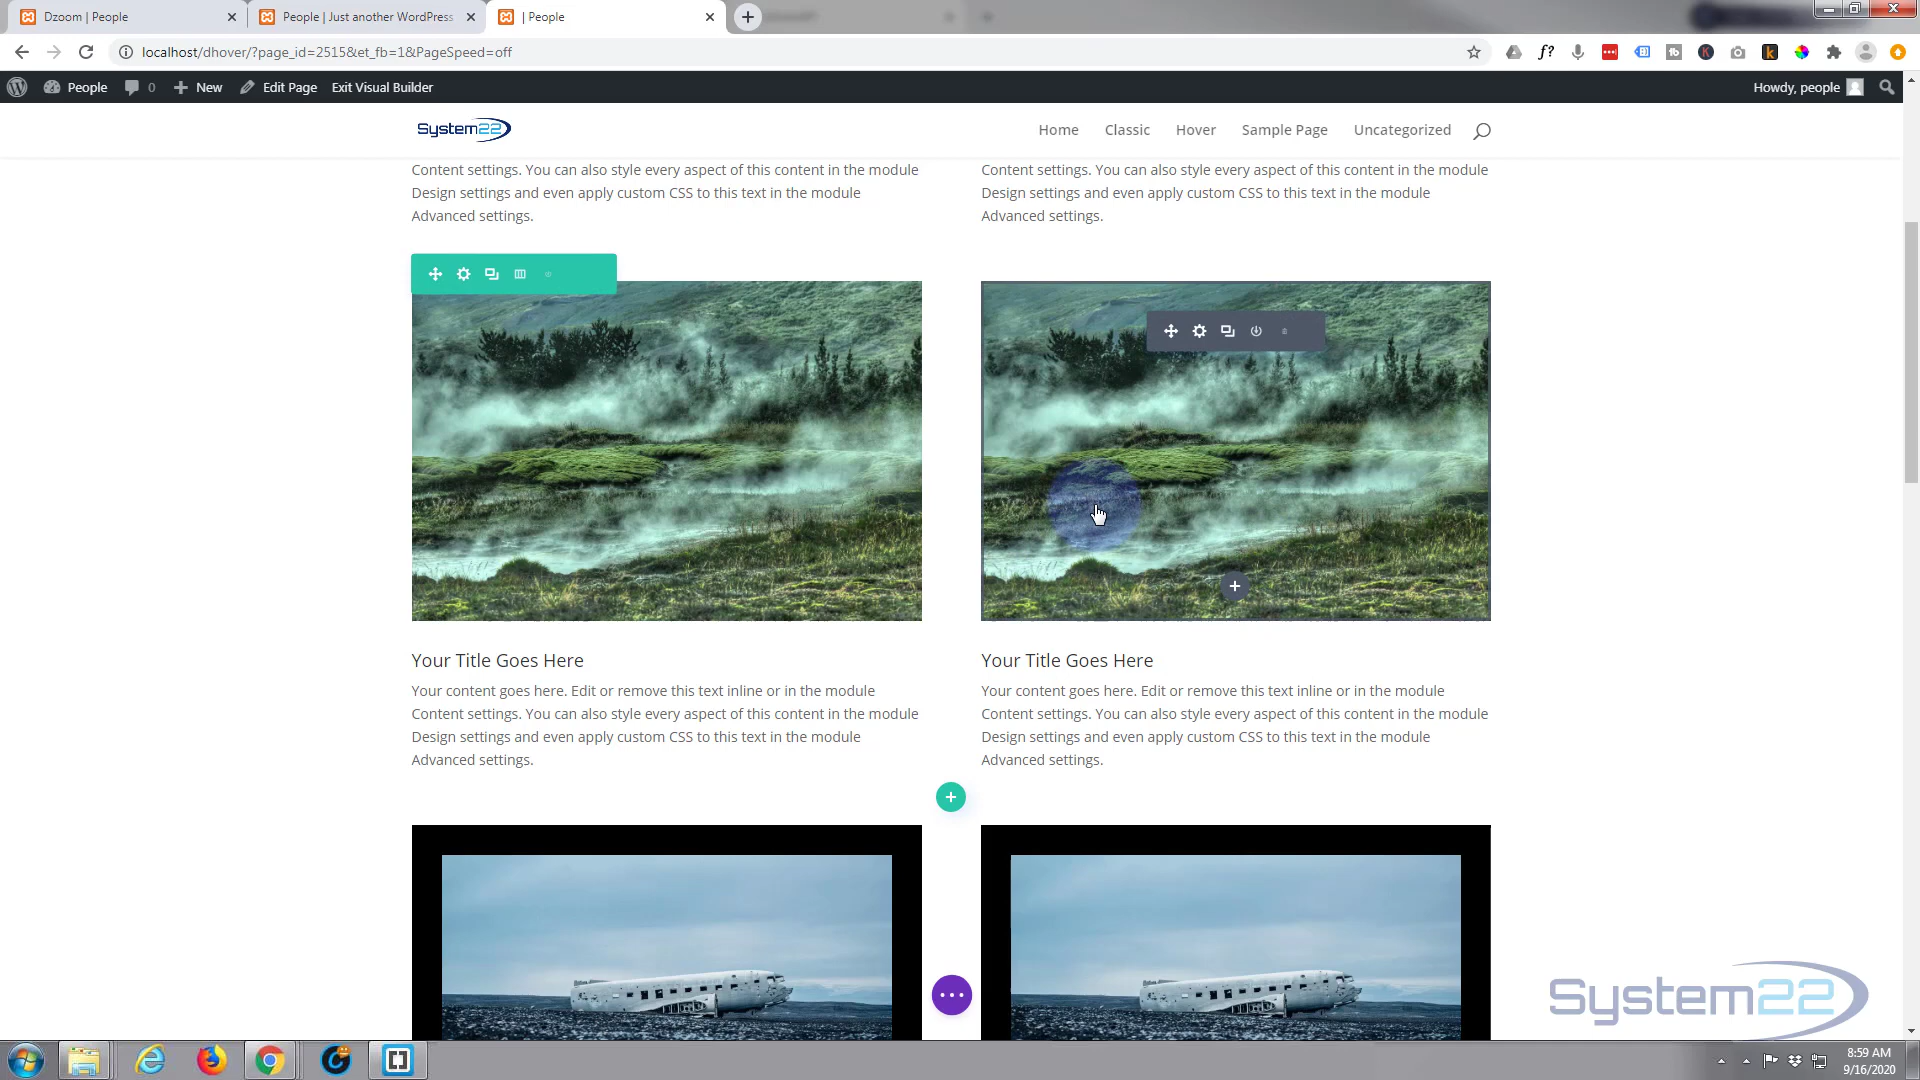 Dzoom | People
People | Just another WordPress
| People
localhost/dhover/?page_id=2515&et_fb=1&PageSpeed=off
f?
People 0 New Edit Page Exit Visual Builder
Howdy, people
System22
Home Classic Hover Sample Page Uncategorized
Content settings. You can also style every aspect of this content in the module
Design settings and even apply custom CSS to this text in the module
Advanced settings.
Content settings. You can also style every aspect of this content in the module
Design settings and even apply custom CSS to this text in the module
Advanced settings.
Your Title Goes Here
Your content goes here. Edit or remove this text inline or in the module
Content settings. You can also style every aspect of this content in the module
Design settings and even apply custom CSS to this text in the module
Advanced settings.
Your Title Goes Here
Your content goes here. Edit or remove this text inline or in the module
Content settings. You can also style every aspect of this content in the module
Design settings and even apply custom CSS to this text in the module
Advanced settings.
System22
8:59 AM
9/16/2020